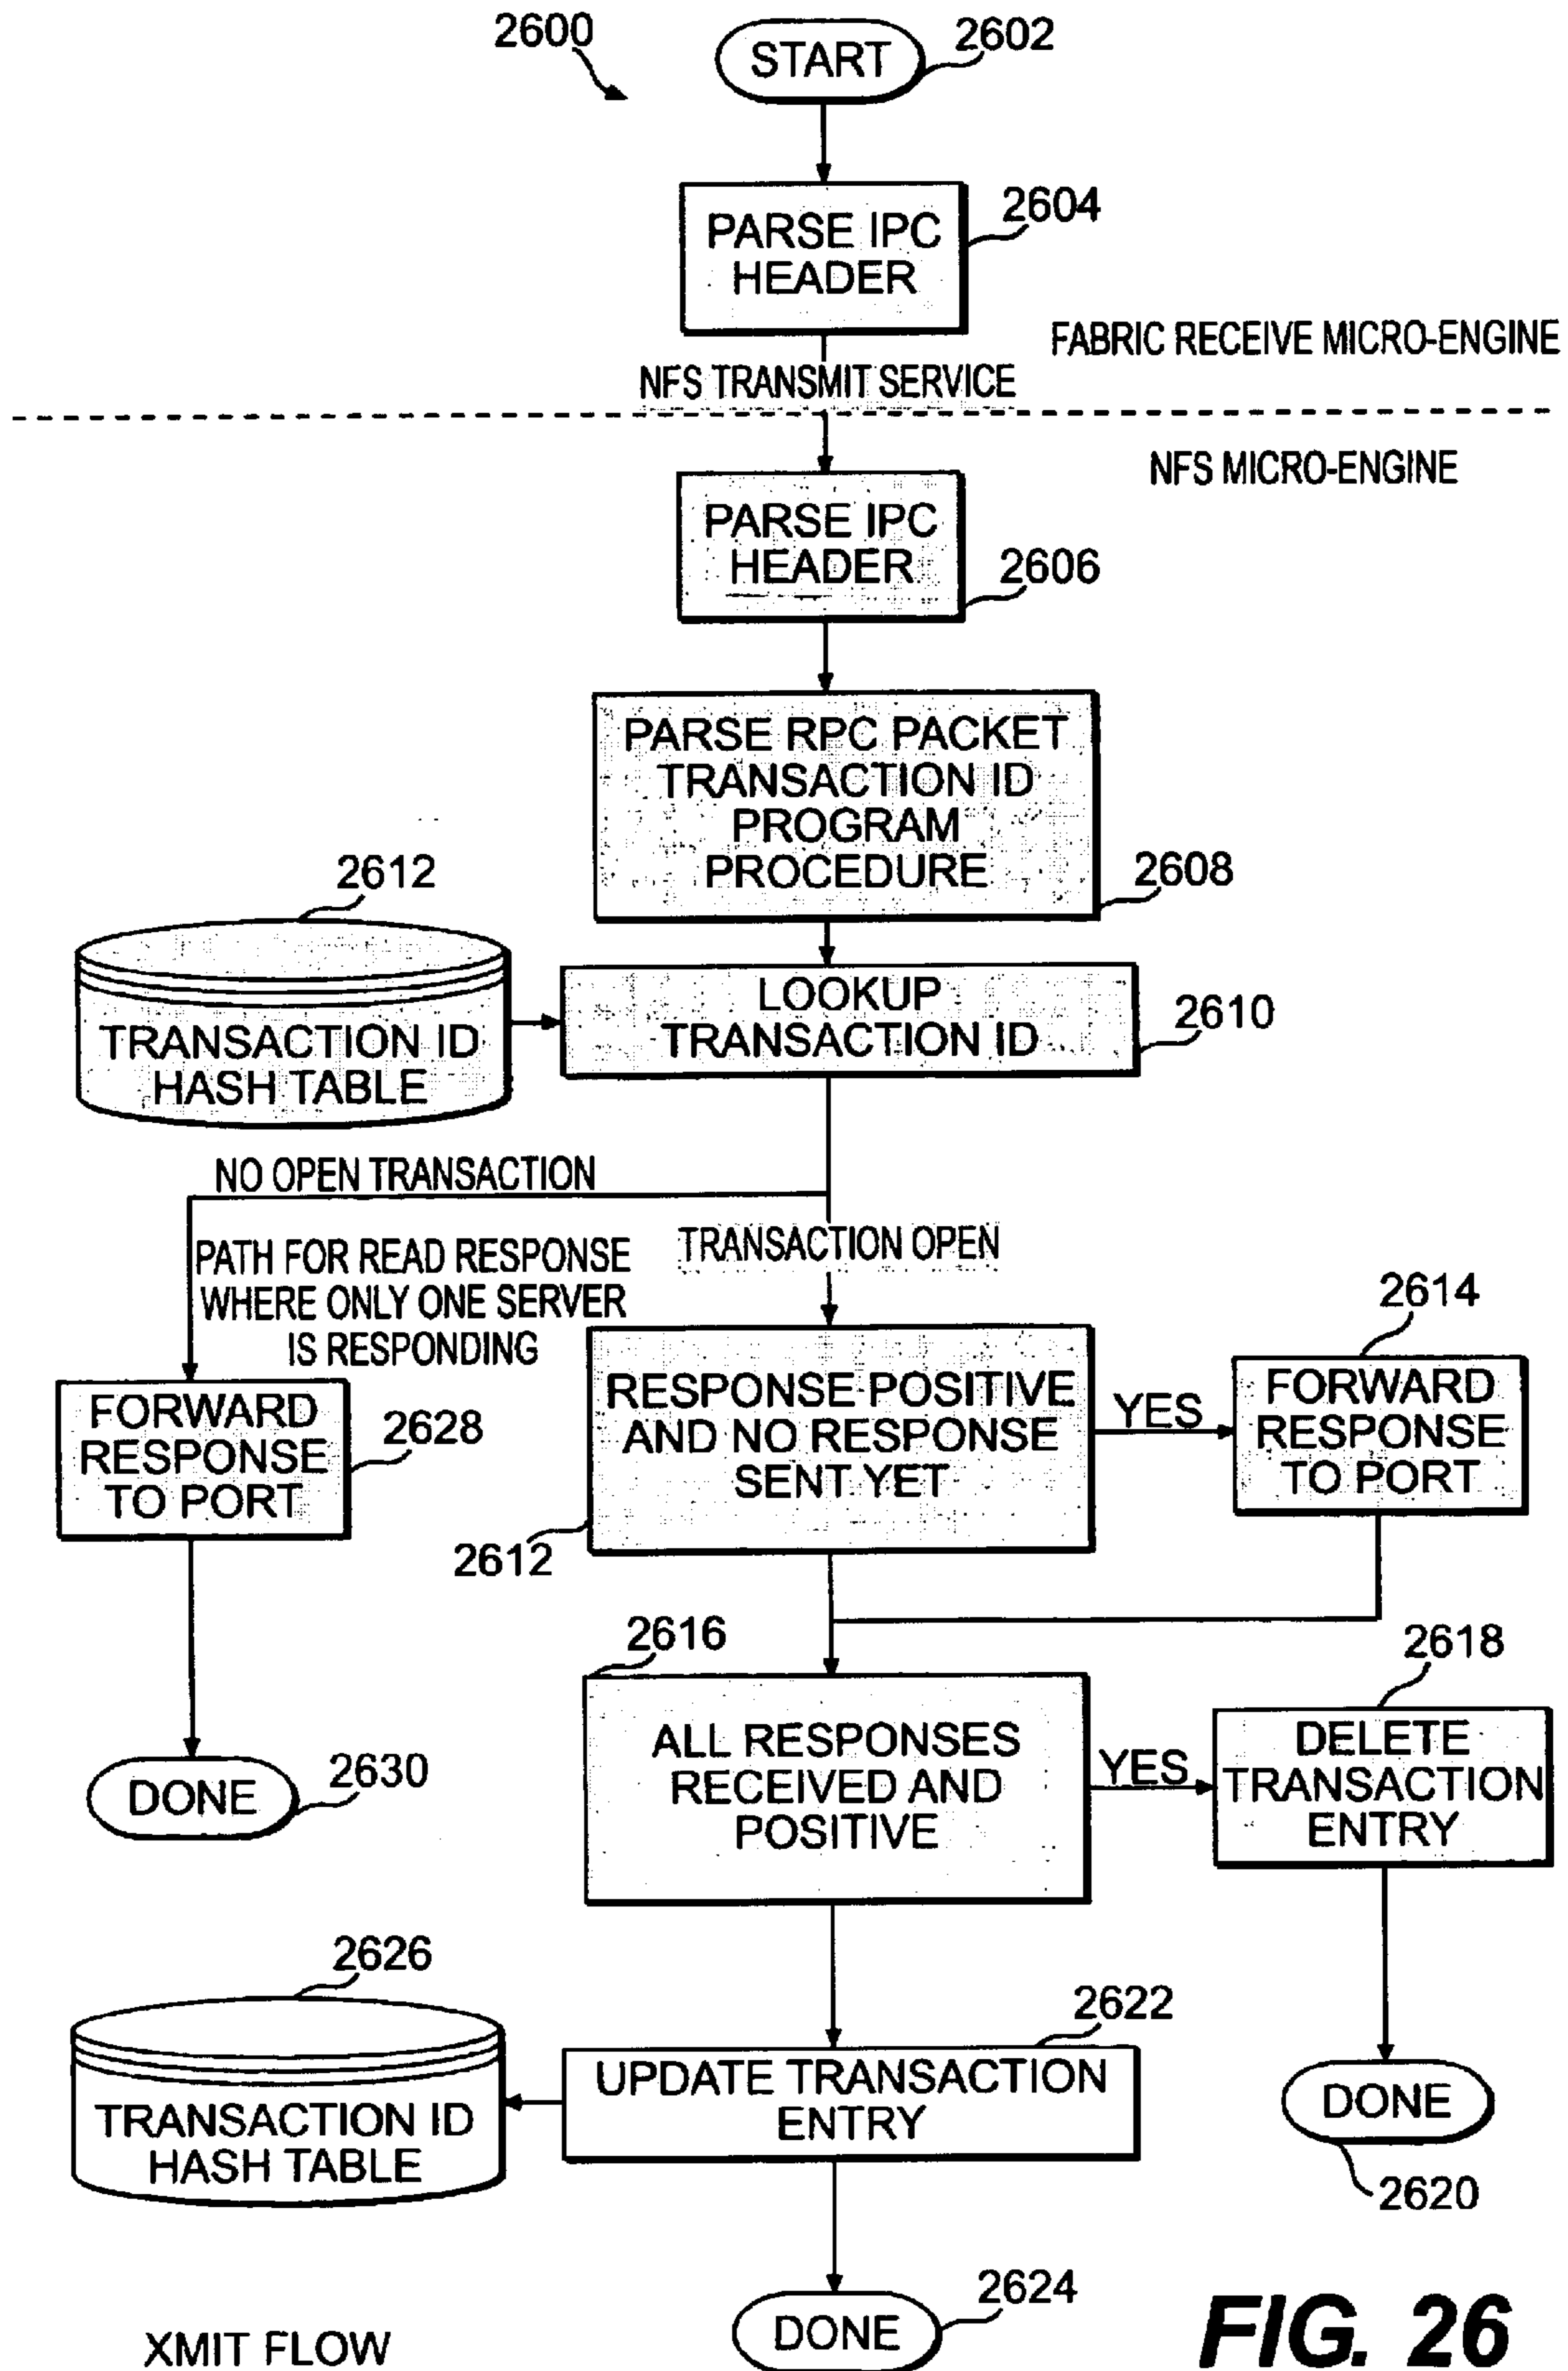 2600
START
2602
PARSE IPC
HEADER
2604
FABRIC RECEIVE MICRO-ENGINE
NFS TRANSMIT SERVICE
NFS MICRO-ENGINE
PARSE IPC
HEADER
2606
PARSE RPC PACKET
TRANSACTION ID
PROGRAM
PROCEDURE
2608
2612
TRANSACTION ID
HASH TABLE
LOOKUP
TRANSACTION ID
2610
NO OPEN TRANSACTION
PATH FOR READ RESPONSE
WHERE ONLY ONE SERVER
IS RESPONDING
TRANSACTION OPEN
FORWARD
RESPONSE
TO PORT
2628
RESPONSE POSITIVE
AND NO RESPONSE
SENT YET
2612
YES
2614
FORWARD
RESPONSE
TO PORT
2616
ALL RESPONSES
RECEIVED AND
POSITIVE
YES
2618
DELETE
TRANSACTION
ENTRY
DONE
2630
2626
TRANSACTION ID
HASH TABLE
2622
UPDATE TRANSACTION
ENTRY
DONE
2620
DONE
2624
XMIT FLOW
FIG. 26